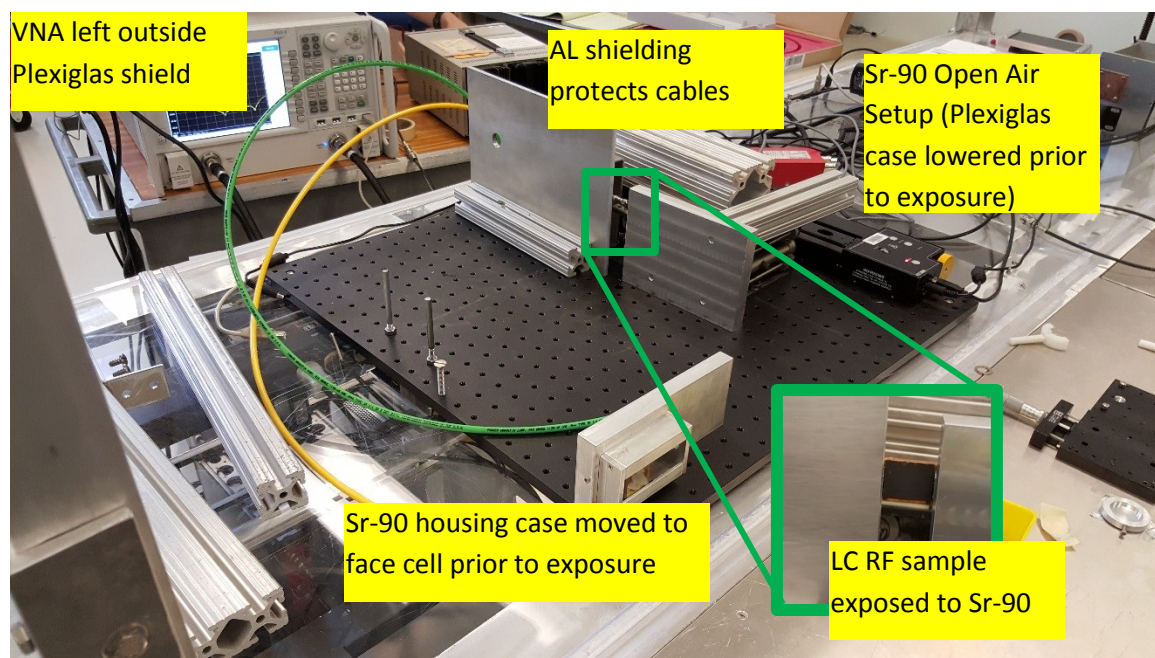 VNA left outside
Plexiglas shield
AL shielding
protects cables
Sr-90 Open Air
Setup (Plexiglas
case lowered prior
to exposure)
Sr-90 housing case moved to
face cell prior to exposure
LC RF sample
exposed to Sr-90